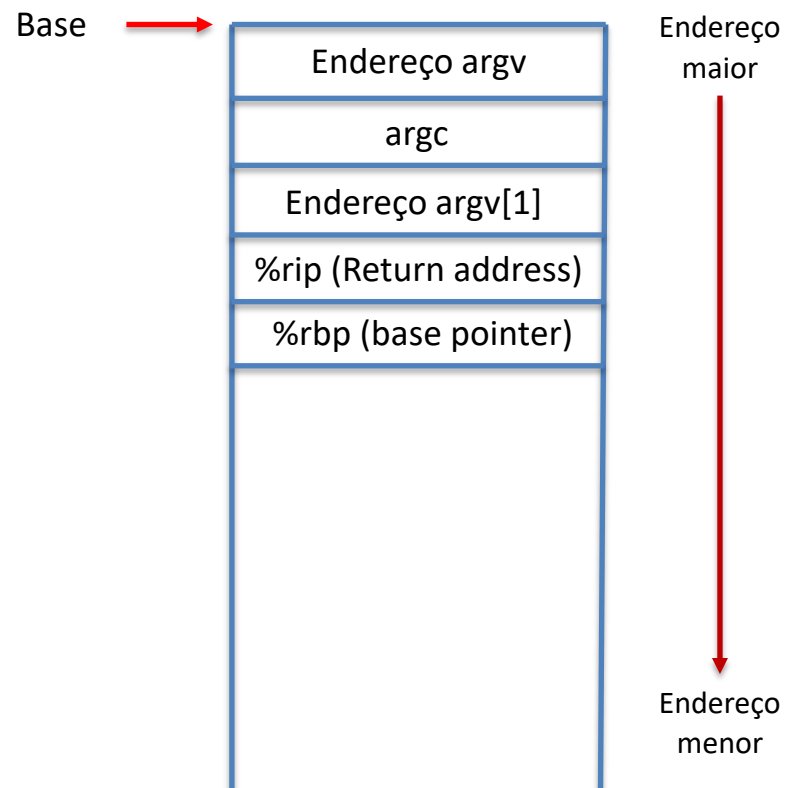 Base
Endereço
maior
Endereço argv
argc
Endereço argv[1]
%rip (Return address)
%rbp (base pointer)
Endereço
menor